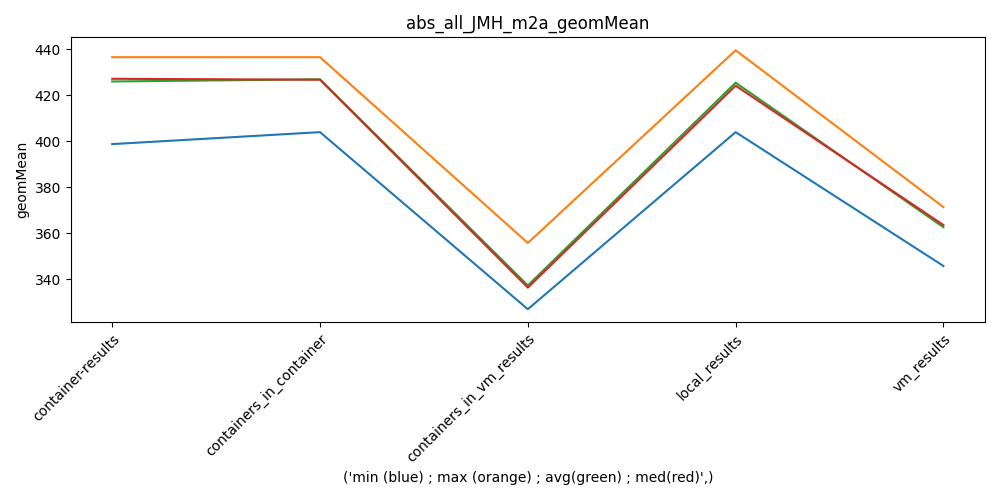 abs_all_JMH_m2a_geomMean
geomMean
440
420
400
380
360
340
container-results
containers_in_container
containers_in_vm_results
local_results
vm_results
('min (blue) ; max (orange) ; avg(green) ; med(red)',)